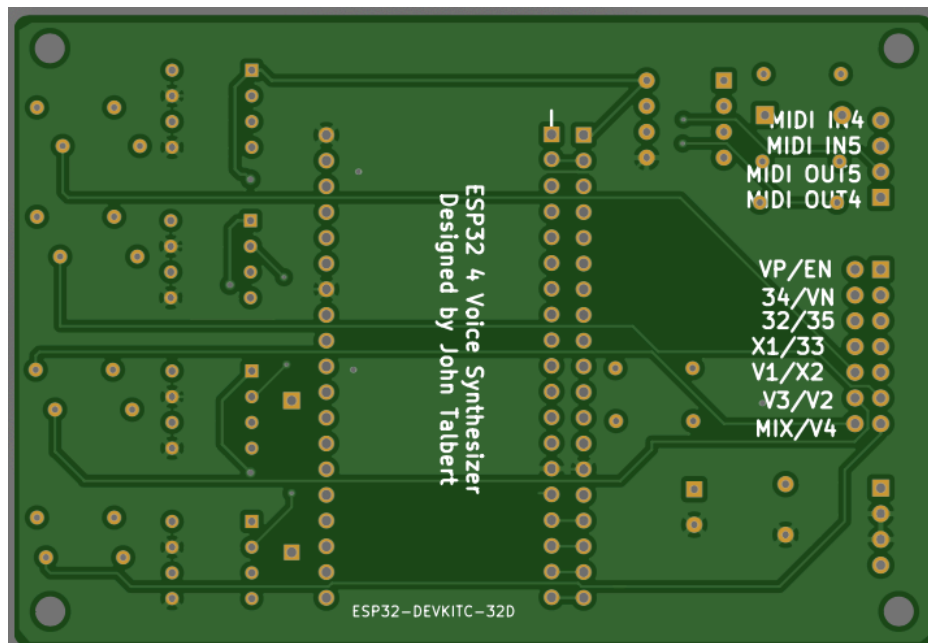 MIDI IN4
MIDI IN5
MIDI OUT5
MIDI OUT4
VP/EN
34/VN
32/35
X1/33
V1/X2
V3/V2
MIX/V4
ESP32 4 Voice Synthesizer
Designed by John Talbert
ESP32-DEVKITC-32D